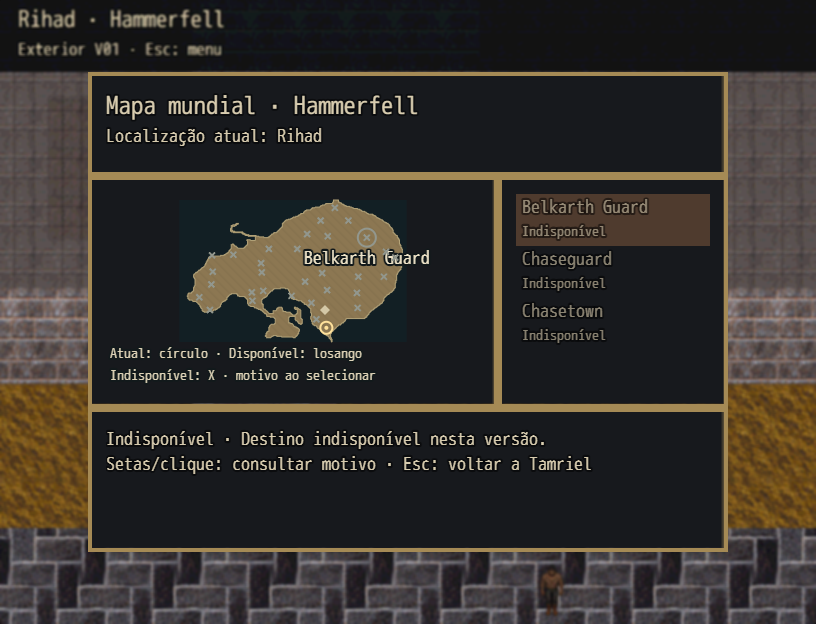 Rihad · Hammerfell
Exterior V01 · Esc: menu
Mapa mundial · Hammerfell
Localização atual: Rihad
Belkarth Guard
Atual: círculo · Disponível: losango
Indisponível: X · motivo ao selecionar
Belkarth Guard
Indisponível
Chaseguard
Indisponível
Chasetown
Indisponível
Indisponível · Destino indisponível nesta versão.
Setas/clique: consultar motivo · Esc: voltar a Tamriel